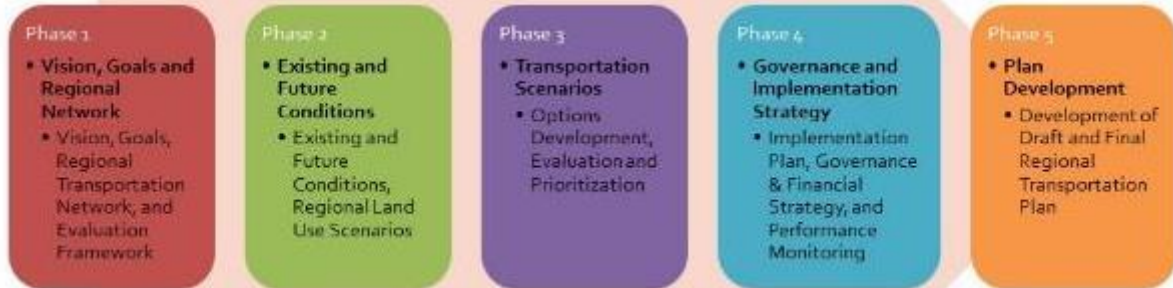 Phase 1
• Vision, Goals and
Regional
Network
• Vision, Goals,
Regional
Transportation
Network, and
Evaluation
Framework
Phase 2
• Existing and
Future
Conditions
• Existing and
Future
Conditions,
Regional Land
Use Scenarios
Phase 3
• Transportation
Scenarios
• Options
Development,
Evaluation and
Prioritization
Phase 4
• Governance and
Implementation
Strategy
• Implementation
Plan, Governance
& Financial
Strategy, and
Performance
Monitoring
Phase 5
• Plan
Development
• Development of
Draft and Final
Regional
Transportation
Plan